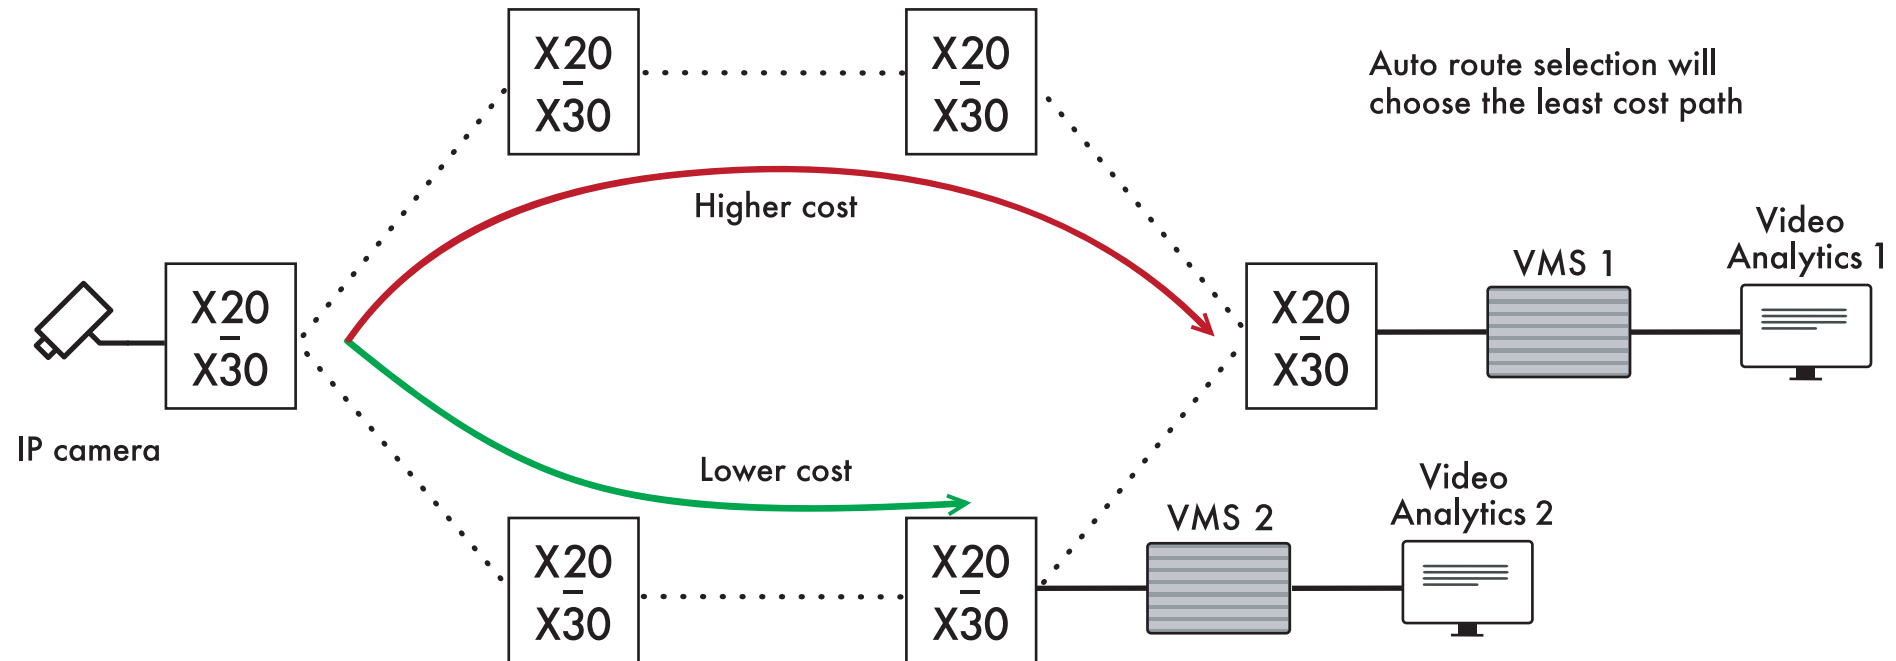 X20
X30
X20
X30
Auto route selection will
choose the least cost path
Higher cost
X20
X30
X20
X30
VMS 1
Video
Analytics 1
IP camera
Lower cost
X20
X30
X20
X30
VMS 2
Video
Analytics 2